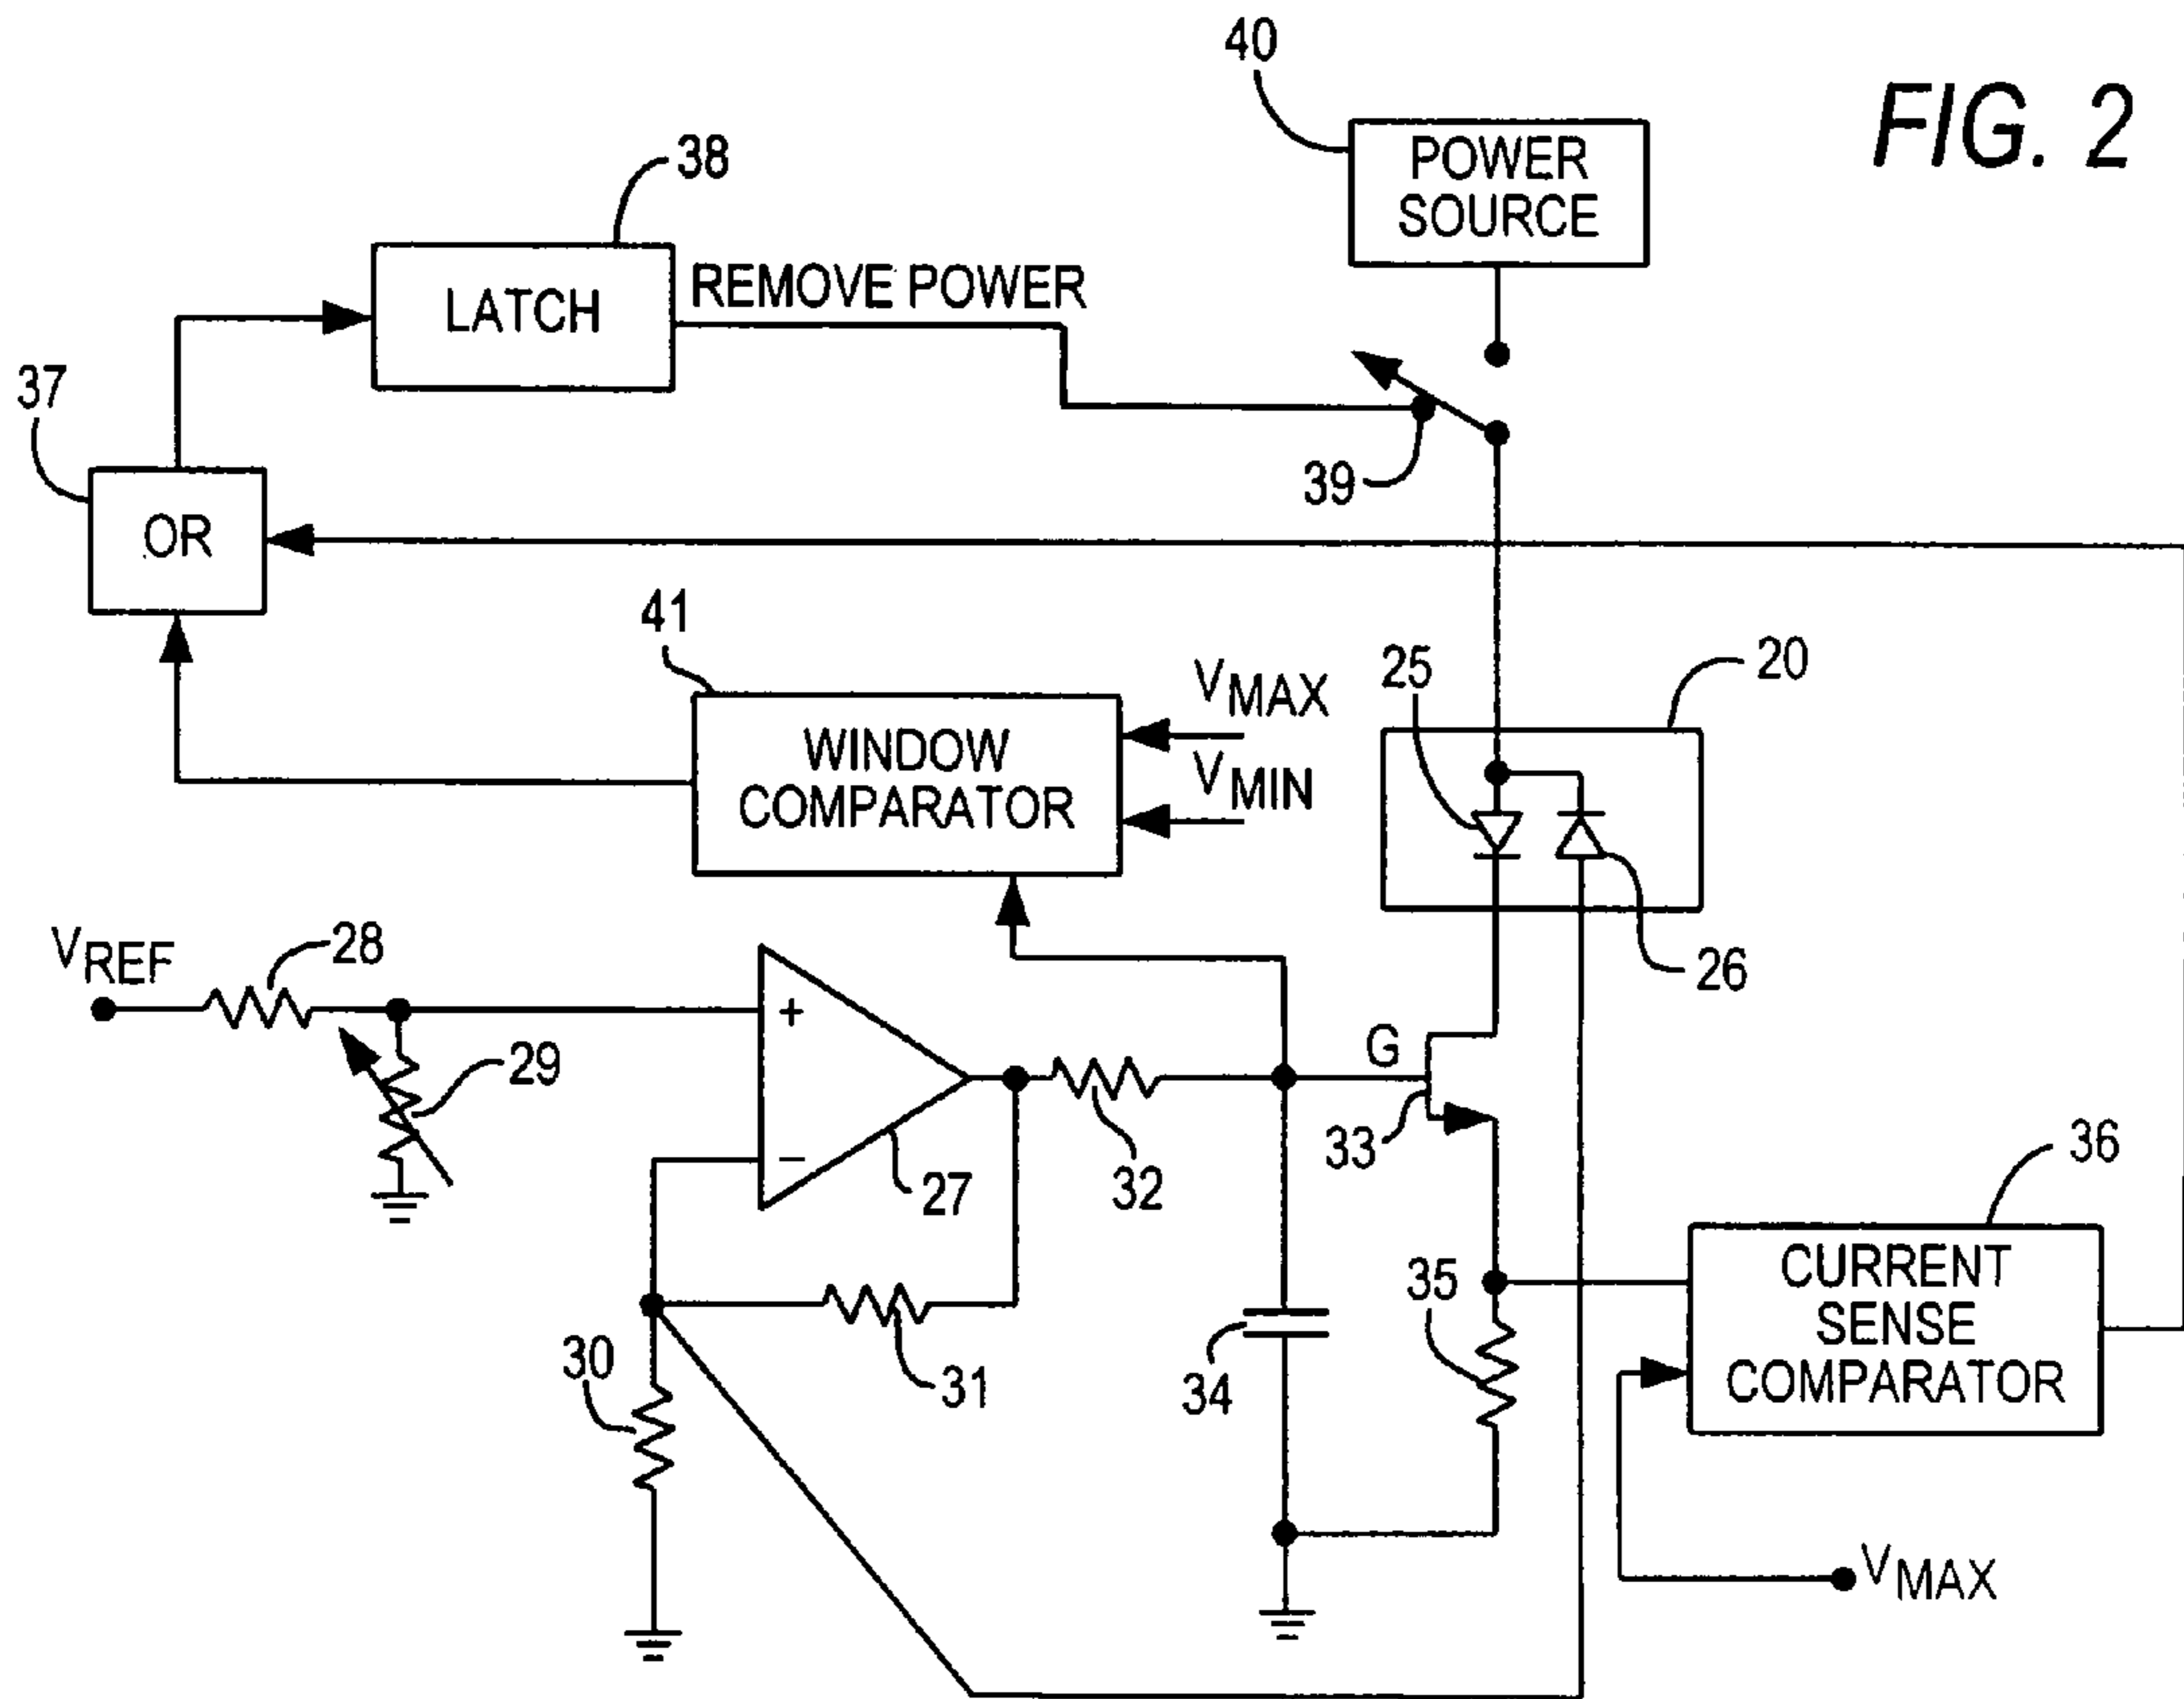 FIG. 2
40
POWER
SOURCE
38
LATCH
REMOVE POWER
37
OR
39
41
WINDOW
COMPARATOR
VMAX
VMIN
25
20
26
VREF
28
29
+
−
27
32
G
33
30
31
34
35
36
CURRENT
SENSE
COMPARATOR
VMAX